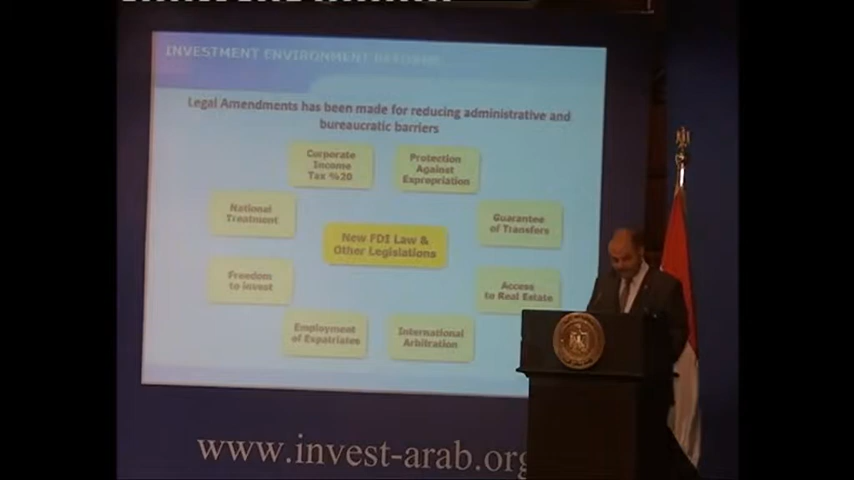 INVESTMENT ENVIRONMENT REFORM
Legal Amendments has been made for reducing administrative and
bureaucratic barriers
Corporate
Income
Tax %20
Protection
Against
Expropriation
National
Treatment
Guarantee
of Transfers
New FDI Law &
Other Legislations
Freedom
to invest
Access
to Real Estate
Employment
of Expatriates
International
Arbitration
www.invest-arab.org